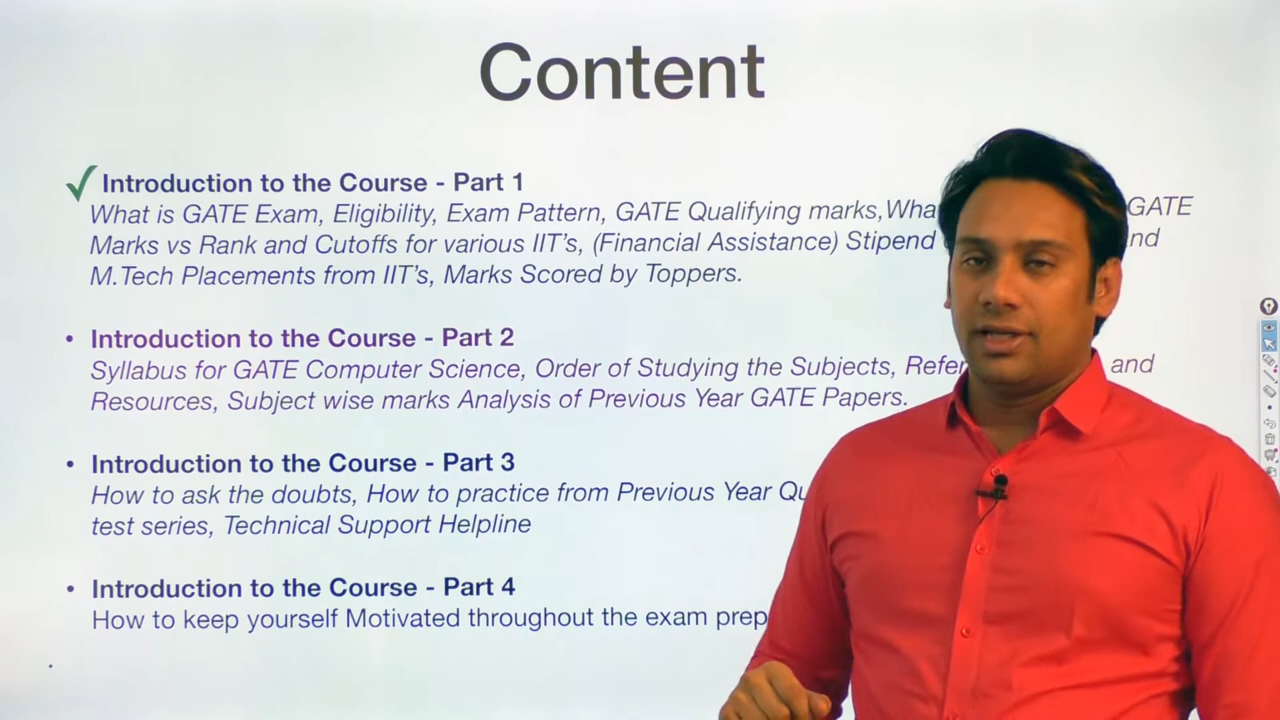 Content
✓ Introduction to the Course - Part 1
What is GATE Exam, Eligibility, Exam Pattern, GATE Qualifying marks, GATE
Marks vs Rank and Cutoffs for various IIT's, (Financial Assistance) Stipend
M.Tech Placements from IIT's, Marks Scored by Toppers.
• Introduction to the Course - Part 2
Syllabus for GATE Computer Science, Order of Studying the Subjects, and
Resources, Subject wise marks Analysis of Previous Year GATE Papers.
• Introduction to the Course - Part 3
How to ask the doubts, How to practice from Previous Year
test series, Technical Support Helpline
• Introduction to the Course - Part 4
How to keep yourself Motivated throughout the exam